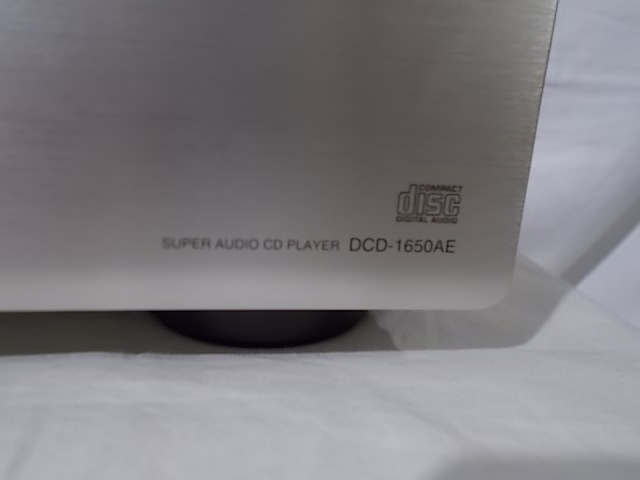 COMPACT
disc
DIGITAL AUDIO
SUPER AUDIO CD PLAYER DCD-1650AE